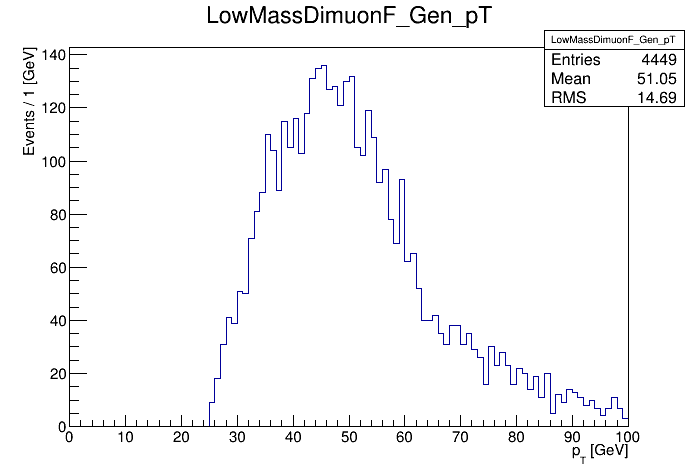 LowMassDimuonF_Gen_pT
LowMassDimuonF_Gen_pT
Entries 4449
Mean 51.05
RMS 14.69
Events / 1 [GeV]
140
120
100
80
60
40
20
0
0 10 20 30 40 50 60 70 80 90 100
p_T [GeV]